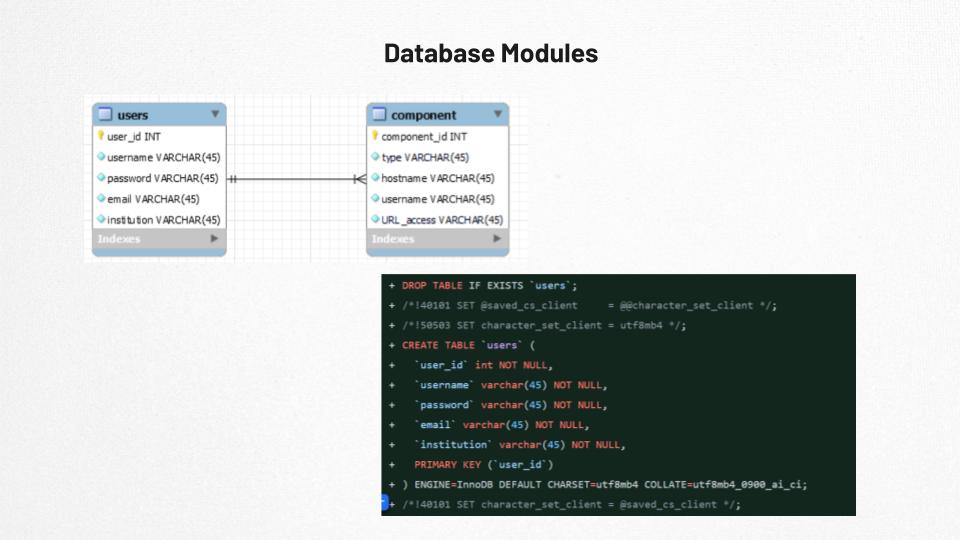 Database Modules
users
user_id INT
username VARCHAR(45)
password VARCHAR(45)
email VARCHAR(45)
institution VARCHAR(45)
Indexes
component
component_id INT
type VARCHAR(45)
hostname VARCHAR(45)
username VARCHAR(45)
URL_access VARCHAR(45)
Indexes
+ DROP TABLE IF EXISTS `users`;
+ /*!40101 SET @saved_cs_client     = @@character_set_client */;
+ /*!50503 SET character_set_client = utf8mb4 */;
+ CREATE TABLE `users` (
+   `user_id` int NOT NULL,
+   `username` varchar(45) NOT NULL,
+   `password` varchar(45) NOT NULL,
+   `email` varchar(45) NOT NULL,
+   `institution` varchar(45) NOT NULL,
+   PRIMARY KEY (`user_id`)
+ ) ENGINE=InnoDB DEFAULT CHARSET=utf8mb4 COLLATE=utf8mb4_0900_ai_ci;
+ /*!40101 SET character_set_client = @saved_cs_client */;